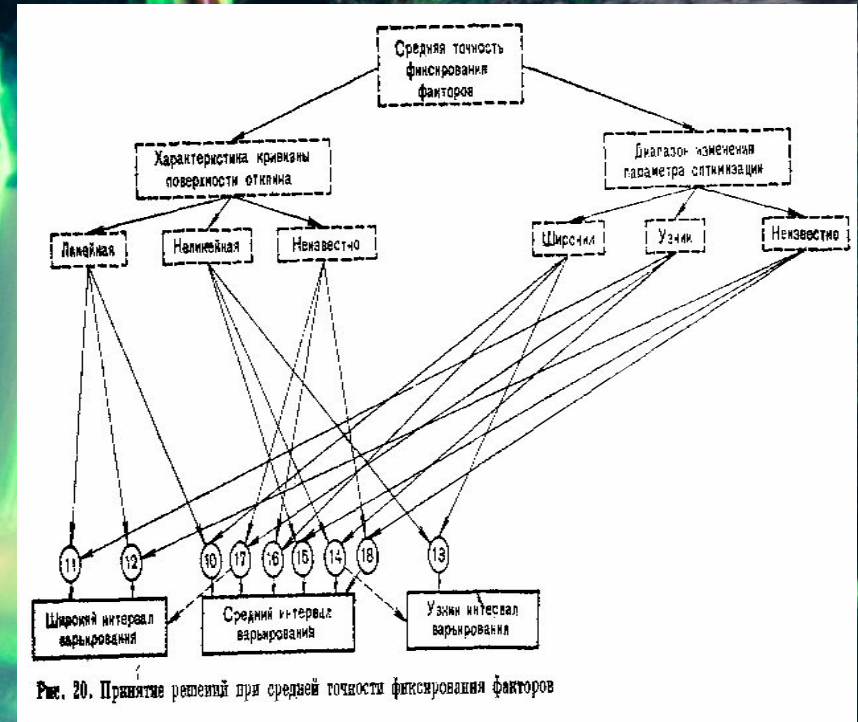 Средняя точность
фиксирования
факторов
Характеристика кривизны
поверхности отклика
Диапазон изменения
параметра оптимизации
Линейная
Нелинейная
Неизвестно
Широкий
Узкий
Неизвестно
11
12
10
17
16
15
14
18
13
Широкий интервал
варьирования
Средний интервал
варьирования
Узкий интервал
варьирования
Рис. 20. Принятие решений при средней точности фиксирования факторов